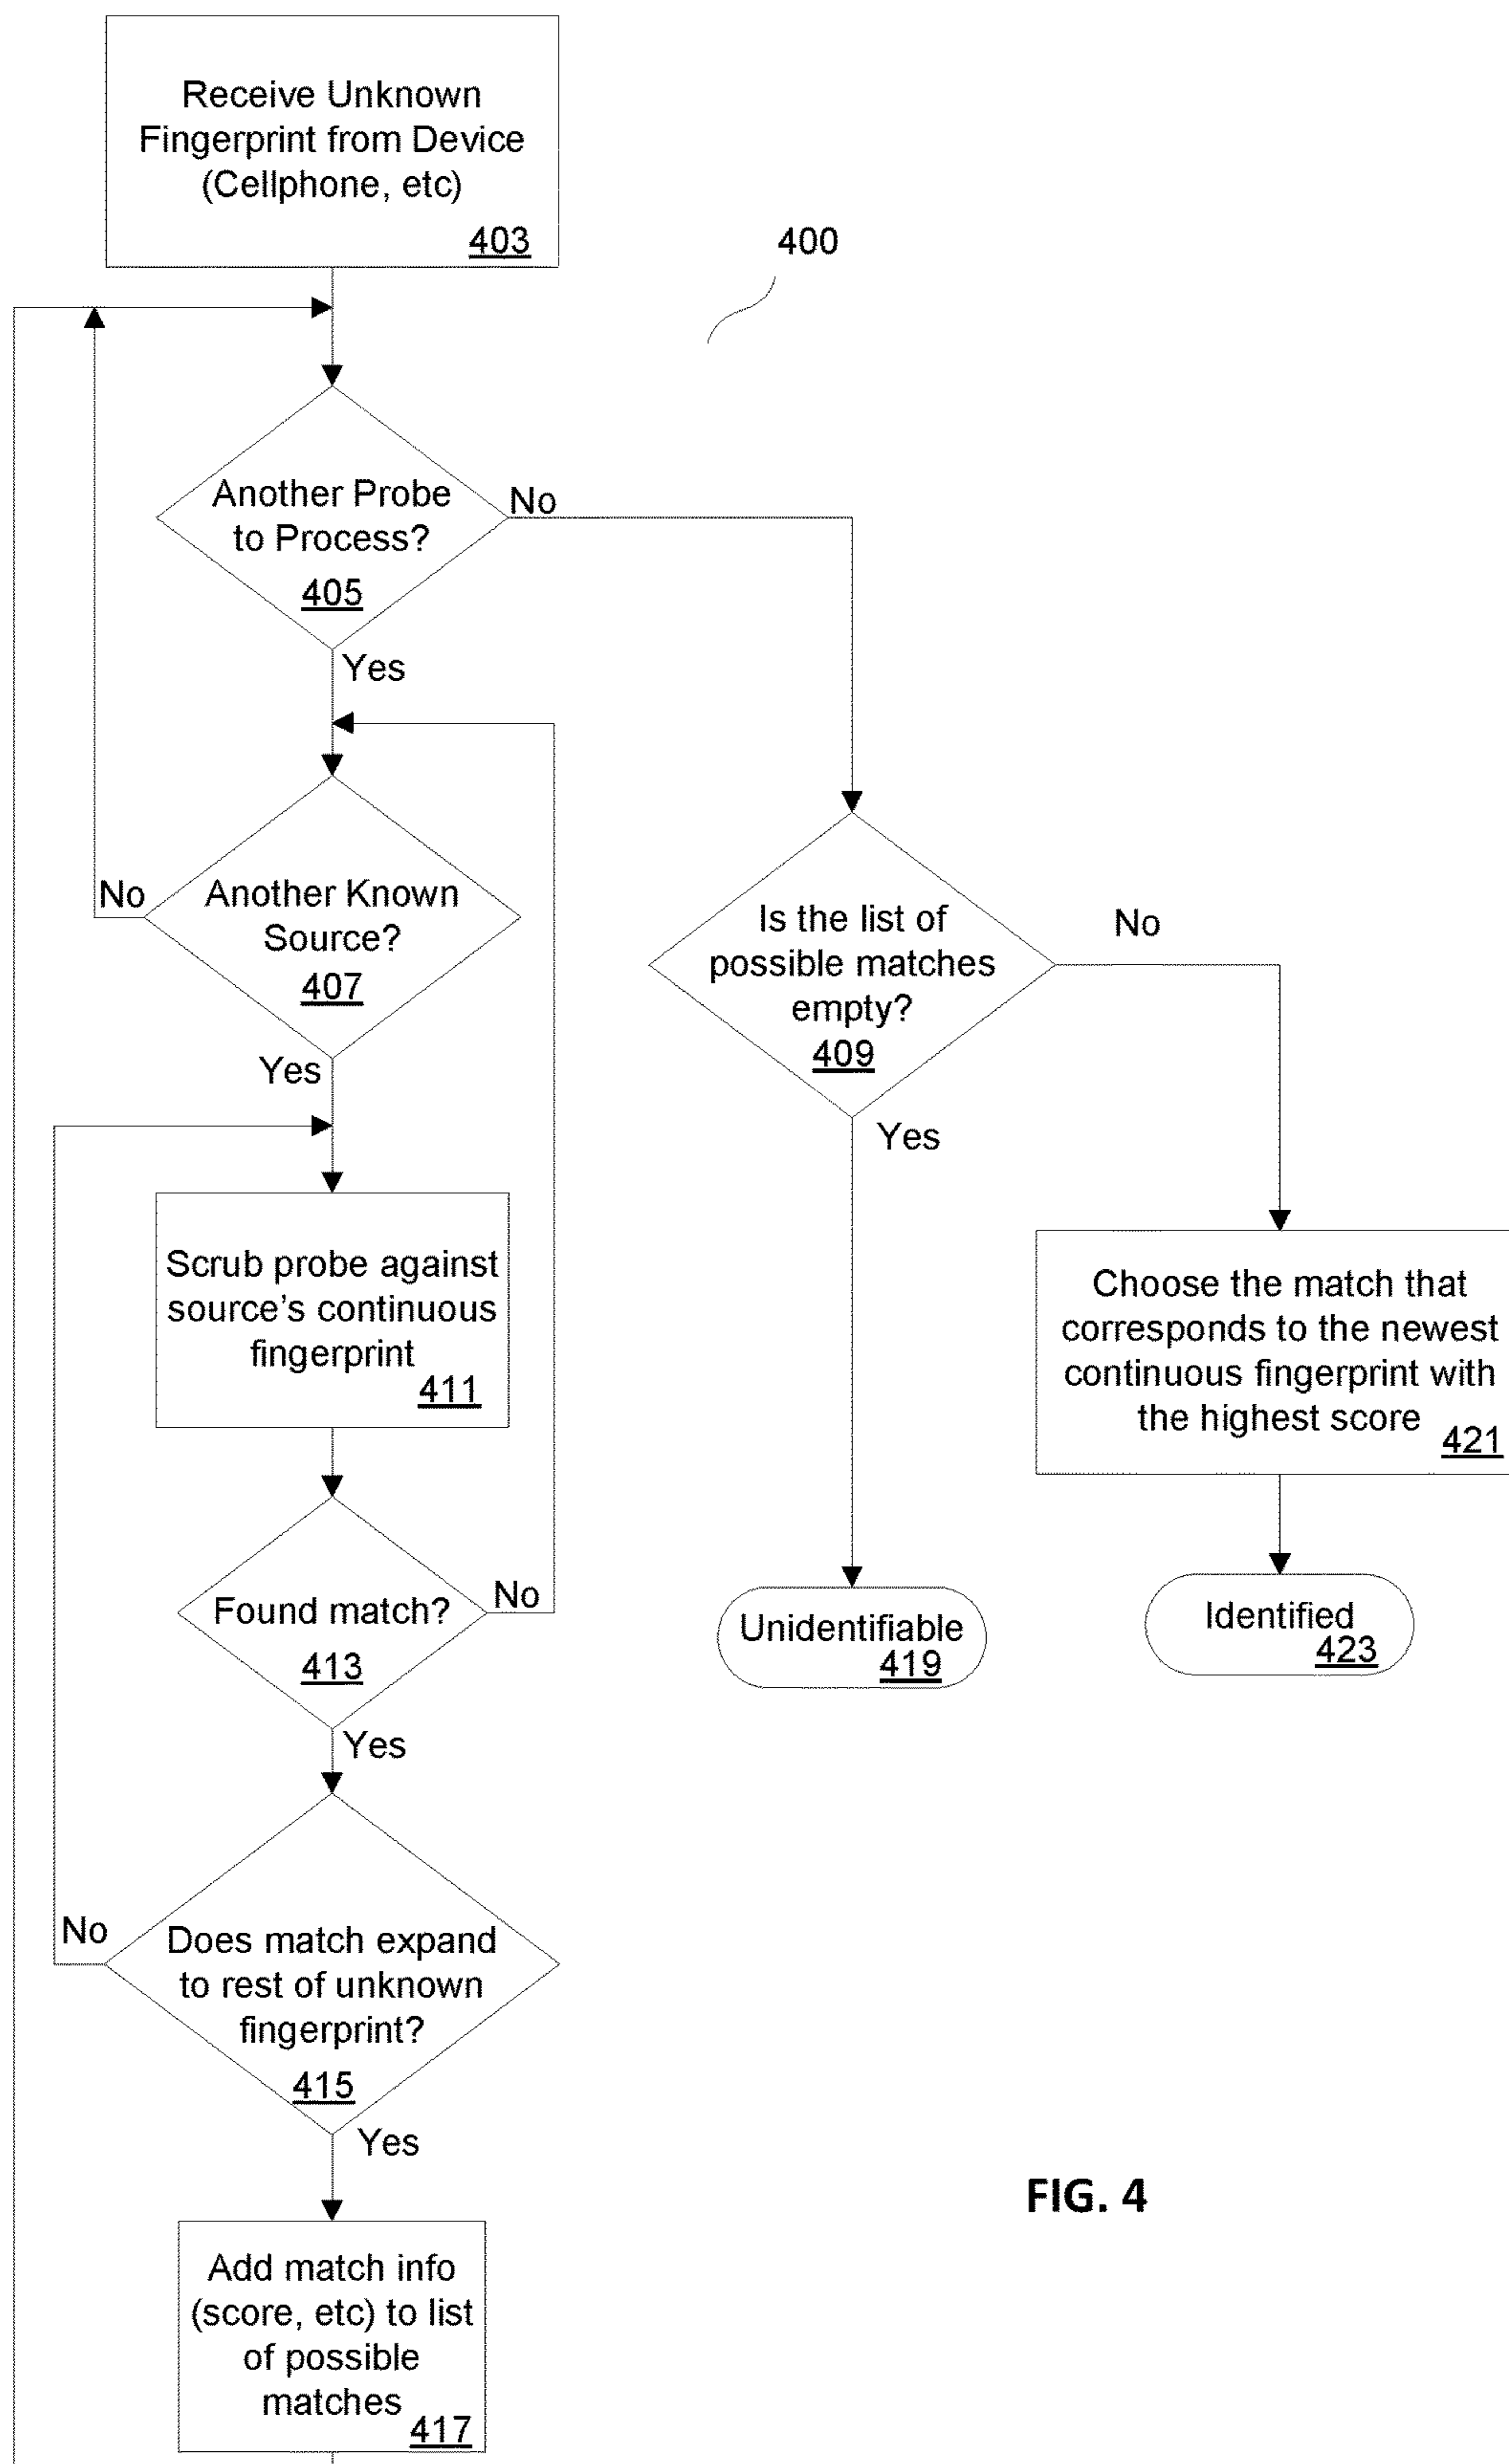 Receive Unknown
Fingerprint from Device
(Cellphone, etc)
403
400
Another Probe
to Process?
405
No
Yes
Another Known
Source?
407
No
Yes
Is the list of
possible matches
empty?
409
No
Yes
Scrub probe against
source's continuous
fingerprint
411
Choose the match that
corresponds to the newest
continuous fingerprint with
the highest score
421
Found match?
413
No
Yes
Unidentifiable
419
Identified
423
Does match expand
to rest of unknown
fingerprint?
415
No
Yes
Add match info
(score, etc) to list
of possible
matches
417
FIG. 4